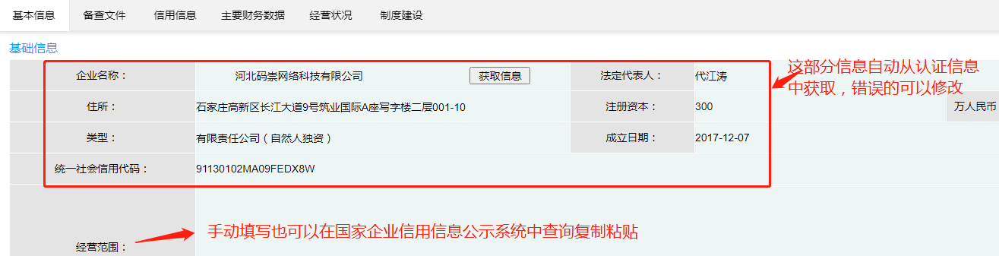 基本信息 备查文件 信用信息 主要财务数据 经营状况 制度建设
基础信息
企业名称： 河北码崇网络科技有限公司 获取信息 法定代表人： 代江涛
这部分信息自动从认证信息
中获取，错误的可以修改
住所： 石家庄高新区长江大道9号筑业国际A座写字楼二层001-10 注册资本： 300 万人民币
类型： 有限责任公司（自然人独资） 成立日期： 2017-12-07
统一社会信用代码： 91130102MA09FEDX8W
手动填写也可以在国家企业信用信息公示系统中查询复制粘贴
经营范围：